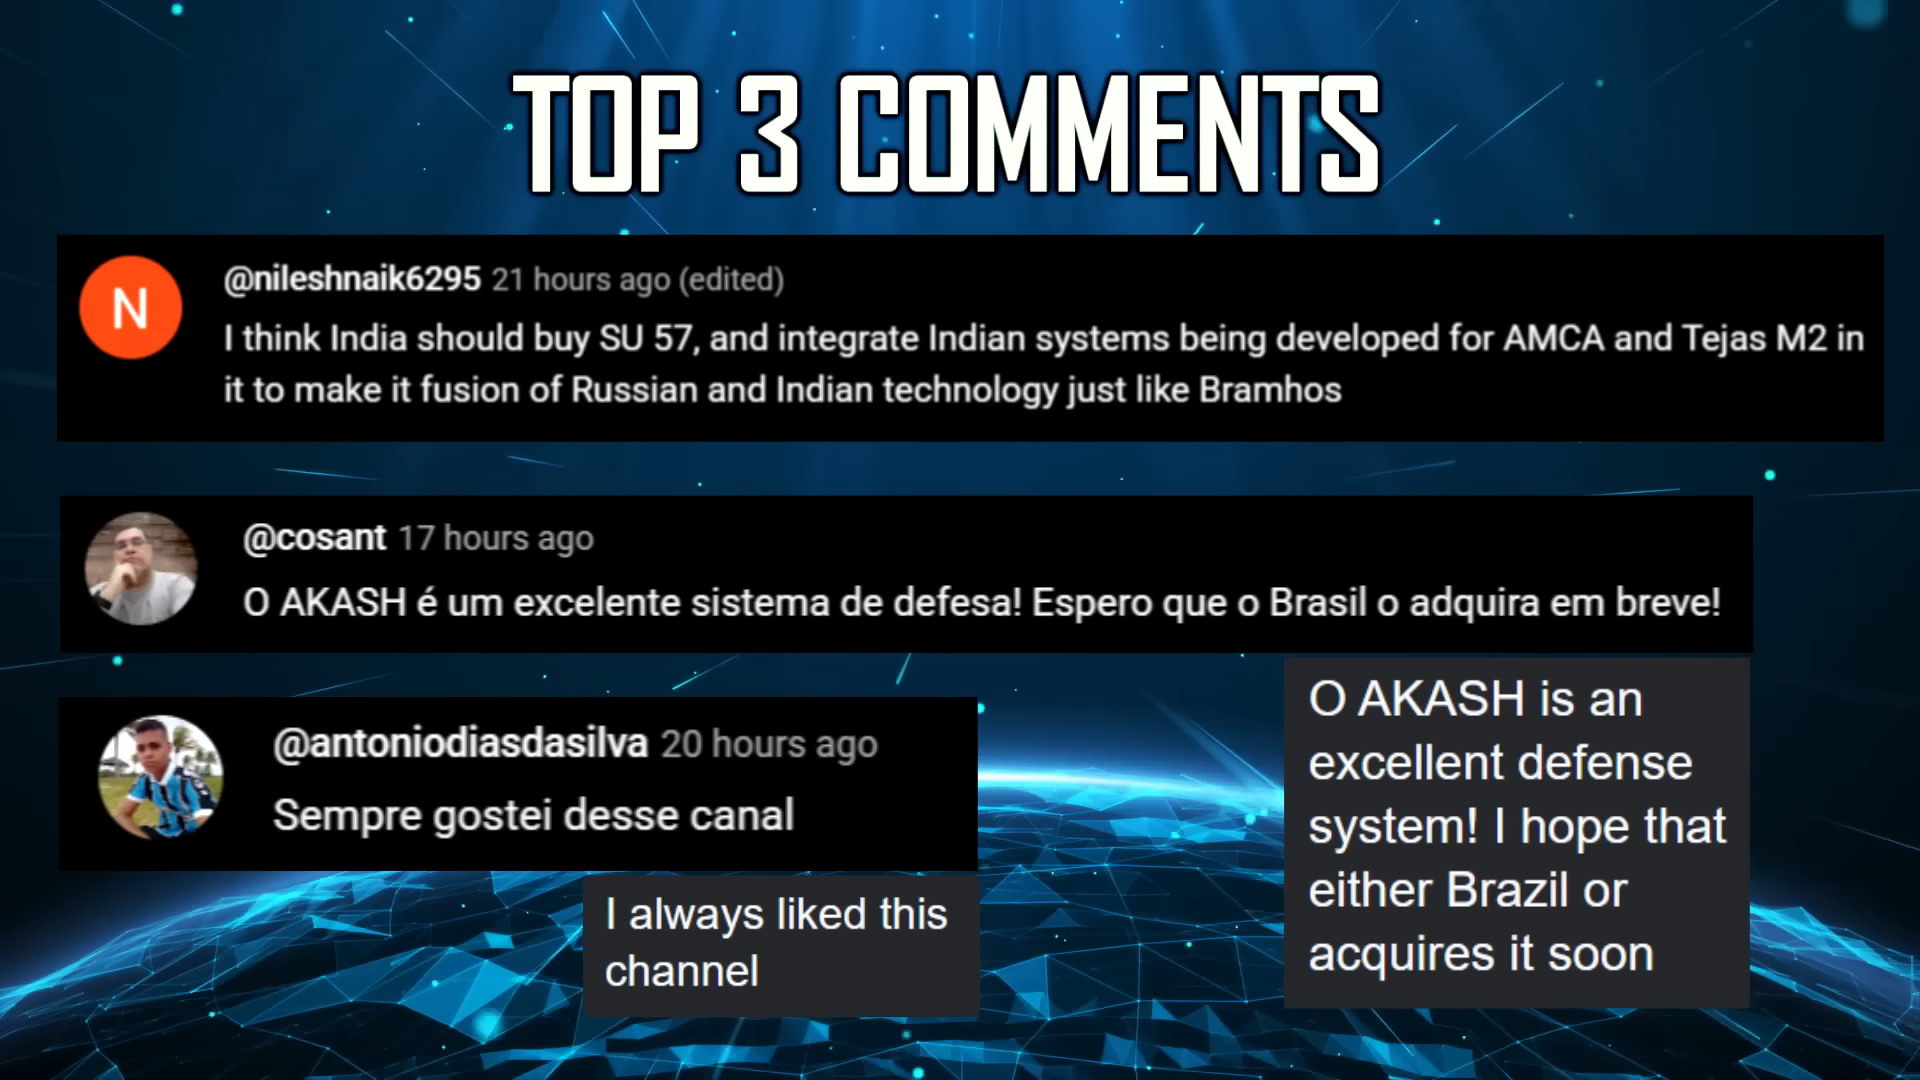 TOP 3 COMMENTS
N
@nileshnaik6295 21 hours ago (edited)
I think India should buy SU 57, and integrate Indian systems being developed for AMCA and Tejas M2 in
it to make it fusion of Russian and Indian technology just like Bramhos
@cosant 17 hours ago
O AKASH é um excelente sistema de defesa! Espero que o Brasil o adquira em breve!
O AKASH is an
excellent defense
system! I hope that
either Brazil or
acquires it soon
@antoniodiasdasilva 20 hours ago
Sempre gostei desse canal
I always liked this
channel